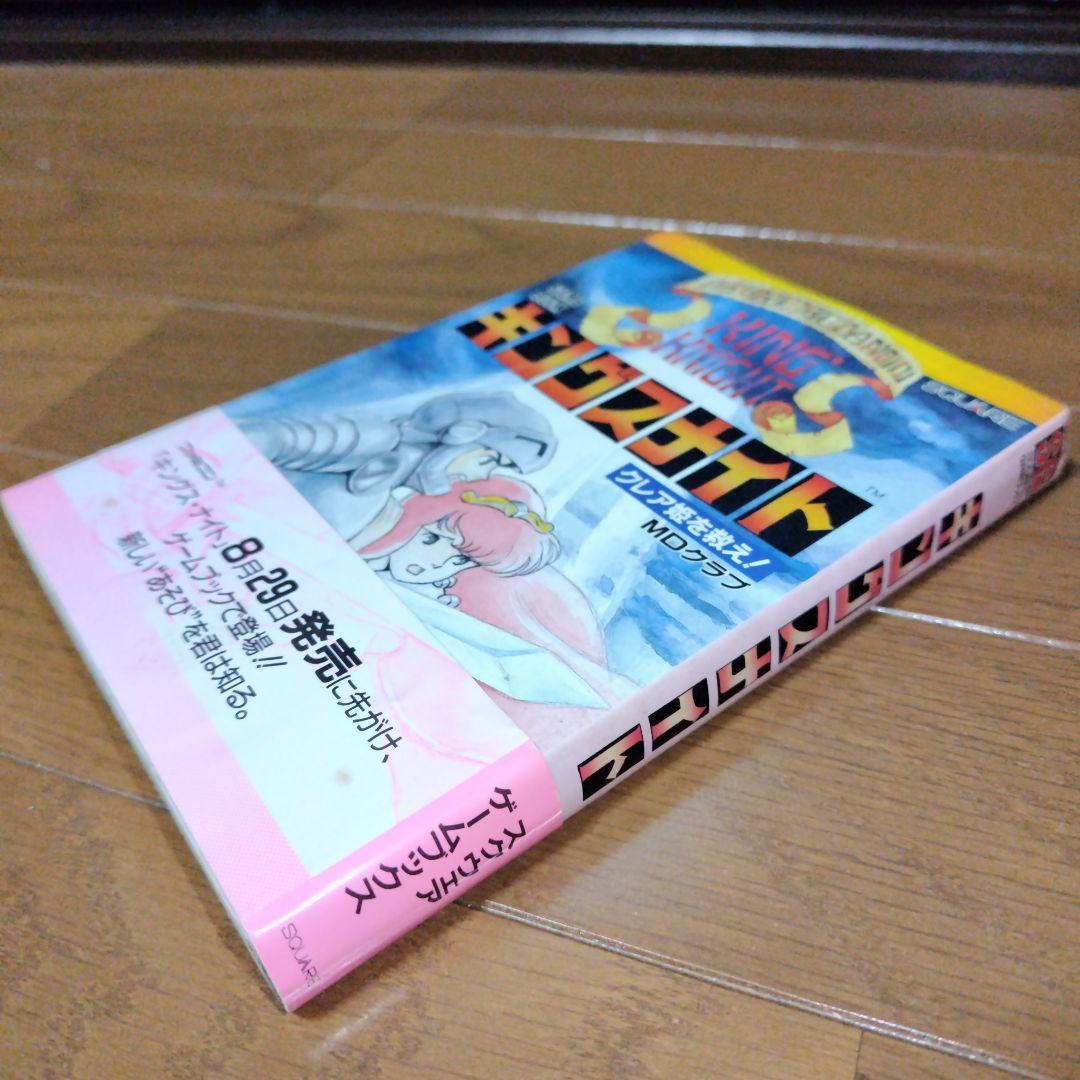 KING'S
KNIGHT
SQUARE
キングスナイト
TM
クレア姫を救え!
MDクラブ
「キングス・ナイト」
8月29日発売に先がけ、
ゲームブックで登場!!
新しい"あそび"を君は知る。
キングスナイト
スクウェア
ゲームブックス
SQUARE